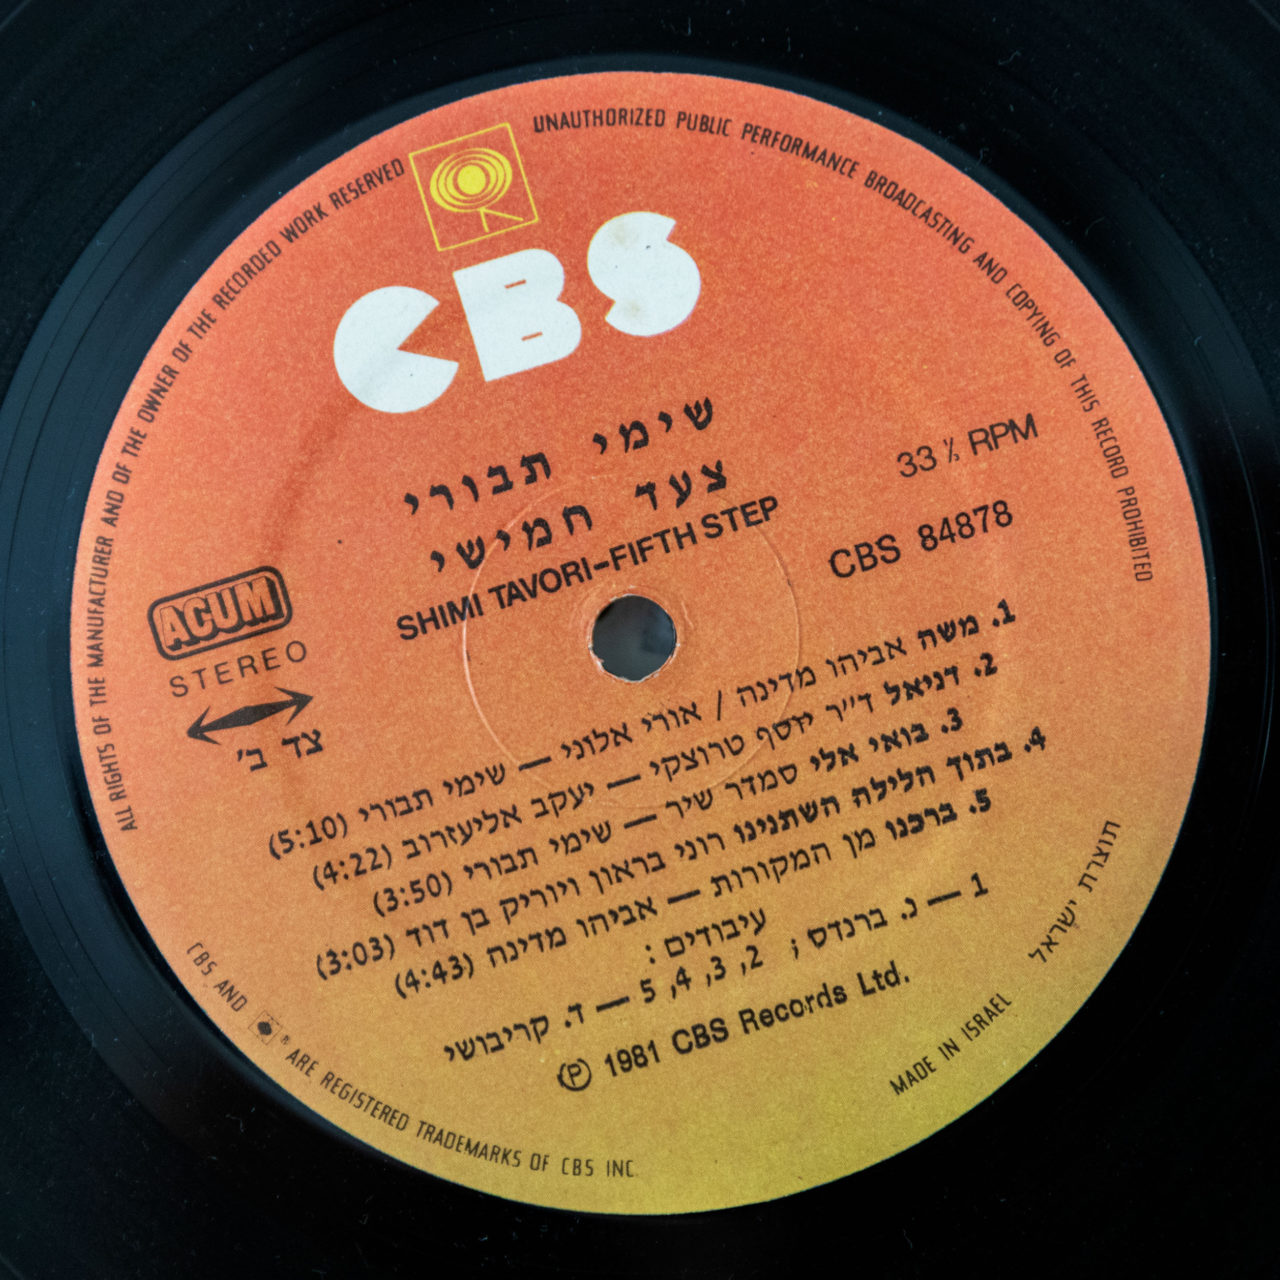 ALL RIGHTS OF THE MANUFACTURER AND OF THE OWNER OF THE RECORDED WORK RESERVED
UNAUTHORIZED PUBLIC PERFORMANCE BROADCASTING AND COPYING OF THIS RECORD PROHIBITED
CBS
שימי תבורי
צעד חמישי
SHIMI TAVORI-FIFTH STEP
33 ⅓ RPM
CBS 84878
ACUM
STEREO
צד ב'
1. משה אביהו מדינה / אורי אלוני — שימי תבורי (5:10)
2. דניאל ד"ר יוסף טרוצקי — יעקב אליעזרוב (4:22)
3. בואי אלי סמדר שיר — שימי תבורי (3:50)
4. בתוך הלילה השתנינו רוני בראון ויוריק בן דוד (3:03)
5. ברכנו מן המקורות — אביהו מדינה (4:43)
עיבודים :
1 — נ. ברנדס ; 2, 3, 4, 5 — ד. קריבושי
Ⓟ 1981 CBS Records Ltd.
תוצרת ישראל
MADE IN ISRAEL
CBS AND ® ARE REGISTERED TRADEMARKS OF CBS INC